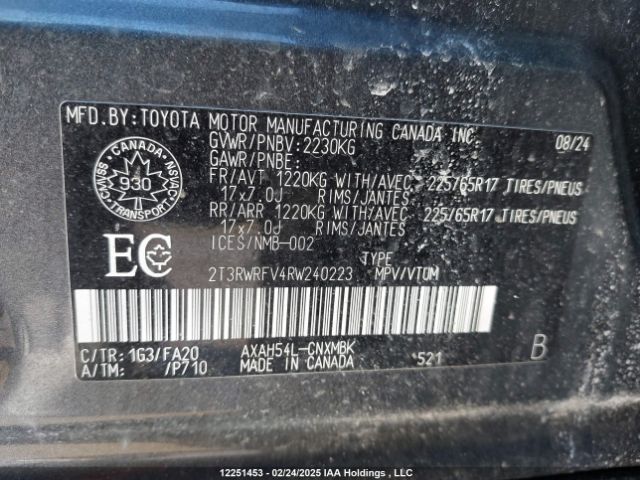 MFD.BY:TOYOTA MOTOR MANUFACTURING CANADA INC. 08/24
GVWR/PNBV:2230KG
GAWR/PNBE:
FR/AVT 1220KG WITH/AVEC 225/65R17 TIRES/PNEUS
17x7.0J RIMS/JANTES
RR/ARR 1220KG WITH/AVEC 225/65R17 TIRES/PNEUS
17x7.0J RIMS/JANTES
ICES/NMB-002
CANADA
CMVSS 930 NSVAC
TRANSPORT
EC
TYPE
2T3RWRFV4RW240223 MPV/VTUM
C/TR:1G3/FA20 AXAH54L-CNXMBK 521 B
A/TM: /P710 MADE IN CANADA
12251453 - 02/24/2025 IAA Holdings , LLC